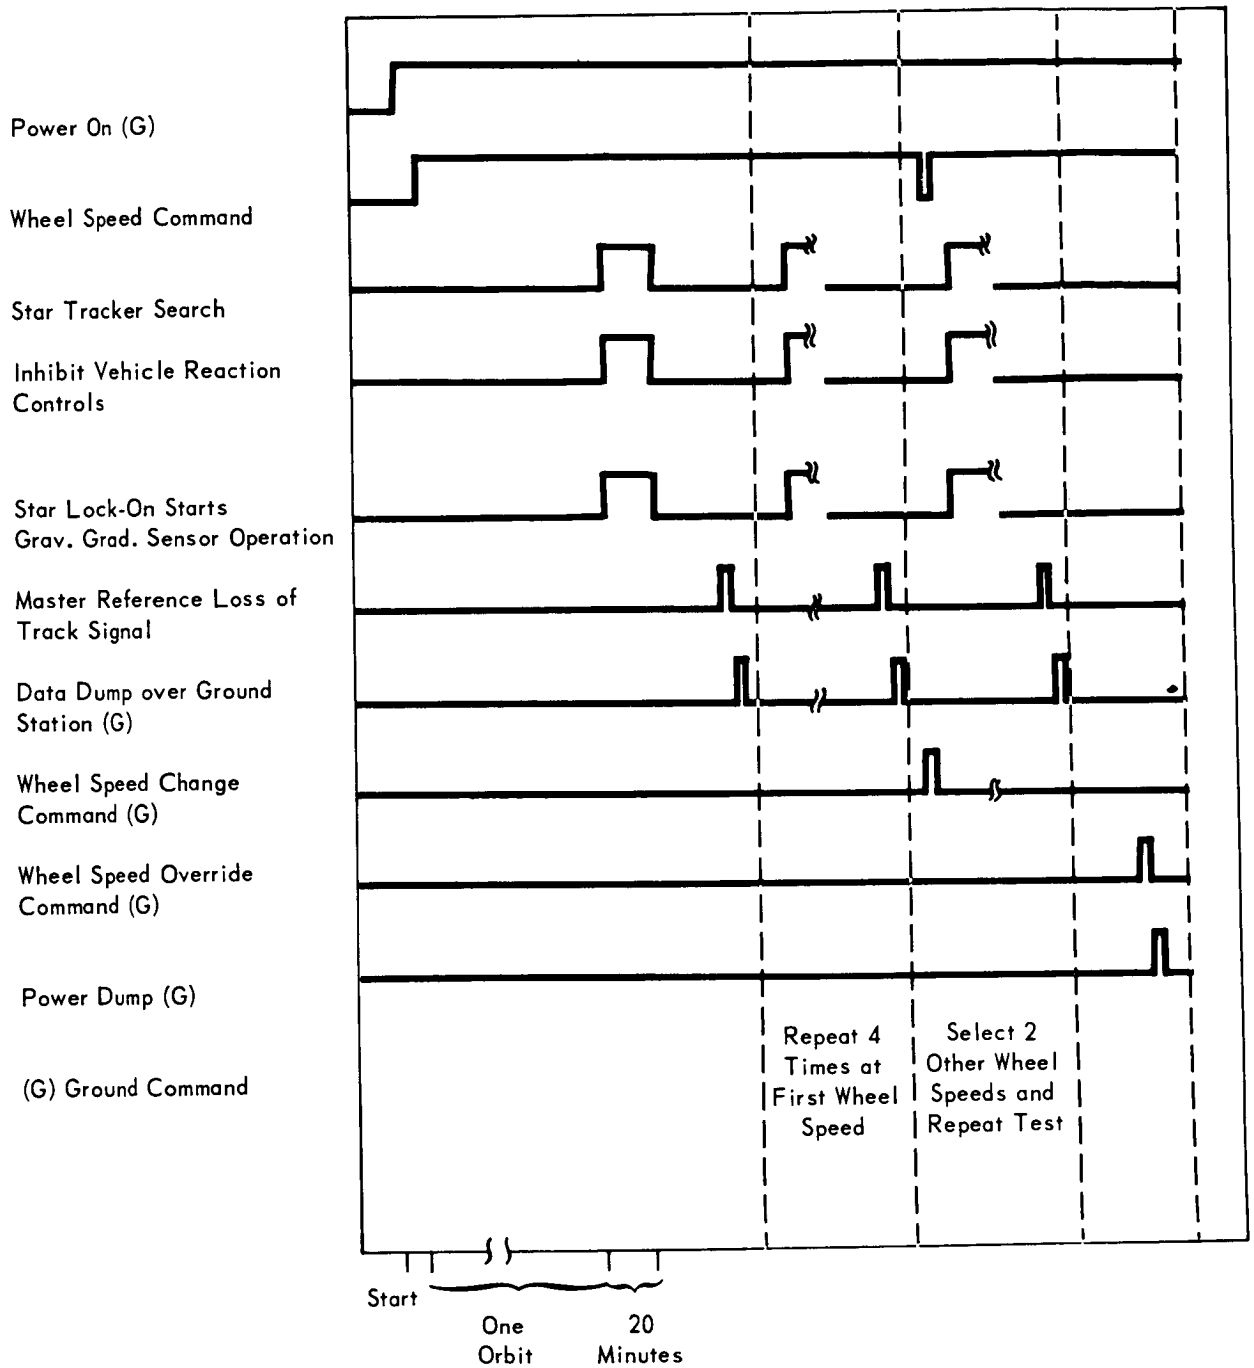 Power On (G)
Wheel Speed Command
Star Tracker Search
Inhibit Vehicle Reaction
Controls
Star Lock-On Starts
Grav. Grad. Sensor Operation
Master Reference Loss of
Track Signal
Data Dump over Ground
Station (G)
Wheel Speed Change
Command (G)
Wheel Speed Override
Command (G)
Power Dump (G)
(G) Ground Command
Repeat 4
Times at
First Wheel
Speed
Select 2
Other Wheel
Speeds and
Repeat Test
Start
One
Orbit
20
Minutes